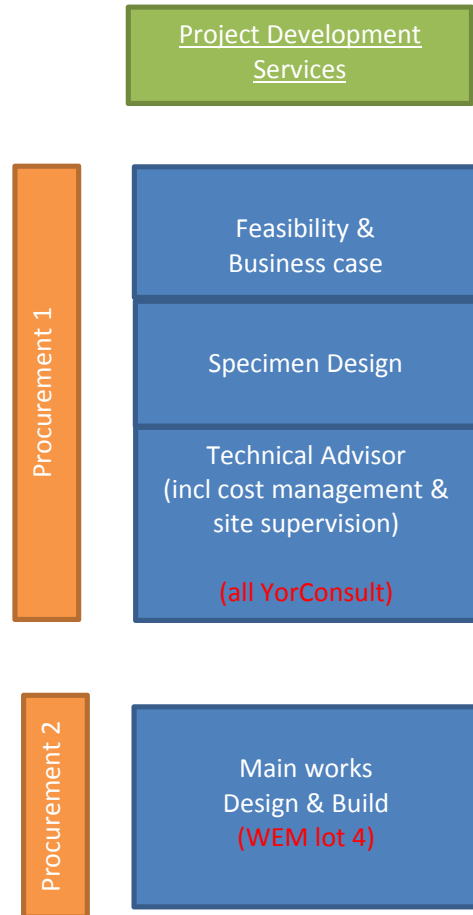 Project Development
Services
Procurement 1
Feasibility &
Business case
Specimen Design
Technical Advisor
(incl cost management &
site supervision)
(all YorConsult)
Procurement 2
Main works
Design & Build
(WEM lot 4)